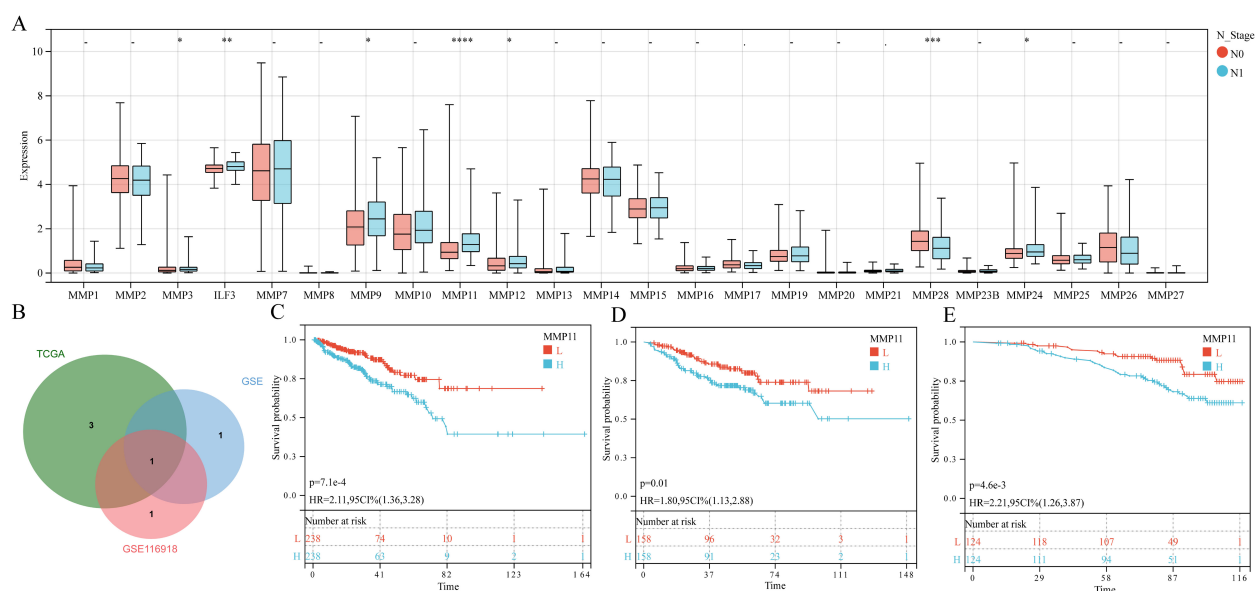 A
N_Stage
N0
N1
Expression
10
8
6
4
2
0
- - * ** - - * - **** * - - - - . - - . *** - * - - -
MMP1 MMP2 MMP3 ILF3 MMP7 MMP8 MMP9 MMP10 MMP11 MMP12 MMP13 MMP14 MMP15 MMP16 MMP17 MMP19 MMP20 MMP21 MMP28 MMP23B MMP24 MMP25 MMP26 MMP27
B
TCGA
GSE
3
1
1
1
GSE116918
C
MMP11
L
H
Survival probability
1.0
0.8
0.5
0.3
0.0
p=7.1e-4
HR=2.11,95CI%(1.36,3.28)
Number at risk
L 238 74 10 1 1
H 238 63 9 2 1
0 41 82 123 164
Time
D
MMP11
L
H
Survival probability
1.0
0.8
0.5
0.3
0.0
p=0.01
HR=1.80,95CI%(1.13,2.88)
Number at risk
L 158 96 32 3 1
H 158 91 23 2 1
0 37 74 111 148
Time
E
MMP11
L
H
Survival probability
1.0
0.8
0.5
0.3
0.0
p=4.6e-3
HR=2.21,95CI%(1.26,3.87)
Number at risk
L 124 118 107 49 1
H 124 111 94 51 1
0 29 58 87 116
Time